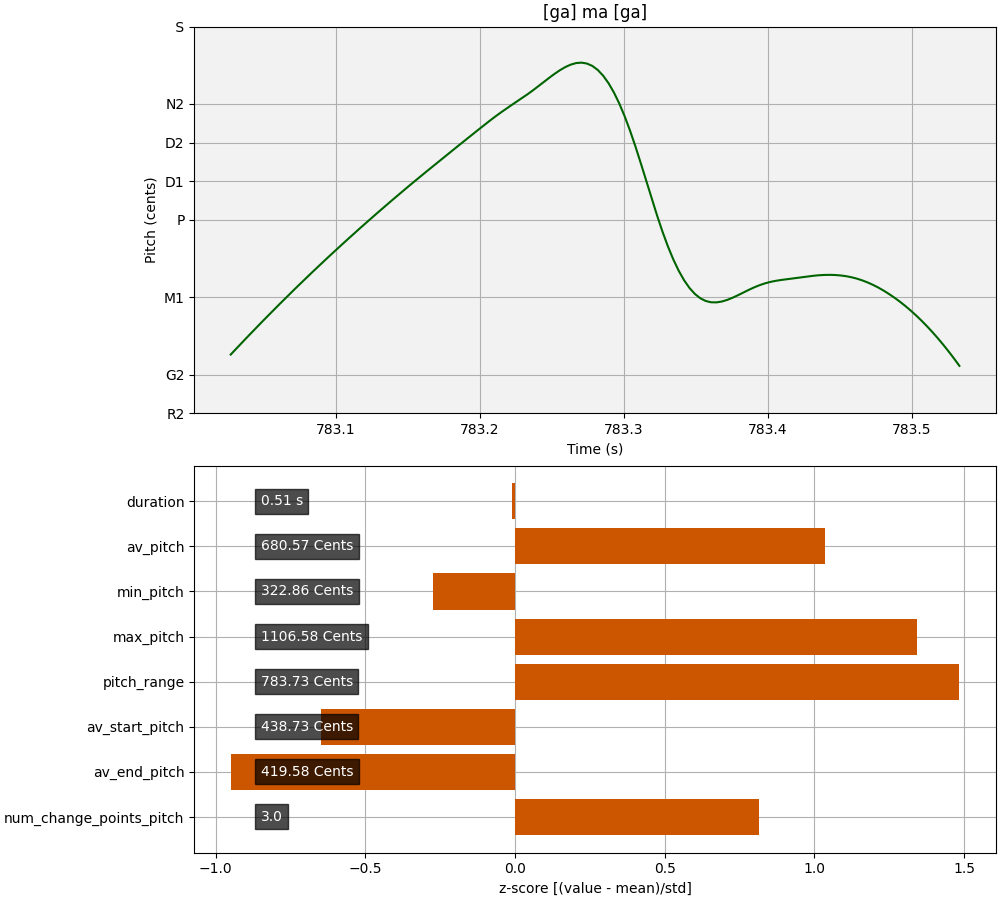 [ga] ma [ga]
S
N2
D2
D1
P
M1
G2
R2
Pitch (cents)
783.1 783.2 783.3 783.4 783.5
Time (s)
duration 0.51 s
av_pitch 680.57 Cents
min_pitch 322.86 Cents
max_pitch 1106.58 Cents
pitch_range 783.73 Cents
av_start_pitch 438.73 Cents
av_end_pitch 419.58 Cents
num_change_points_pitch 3.0
−1.0 −0.5 0.0 0.5 1.0 1.5
z-score [(value - mean)/std]